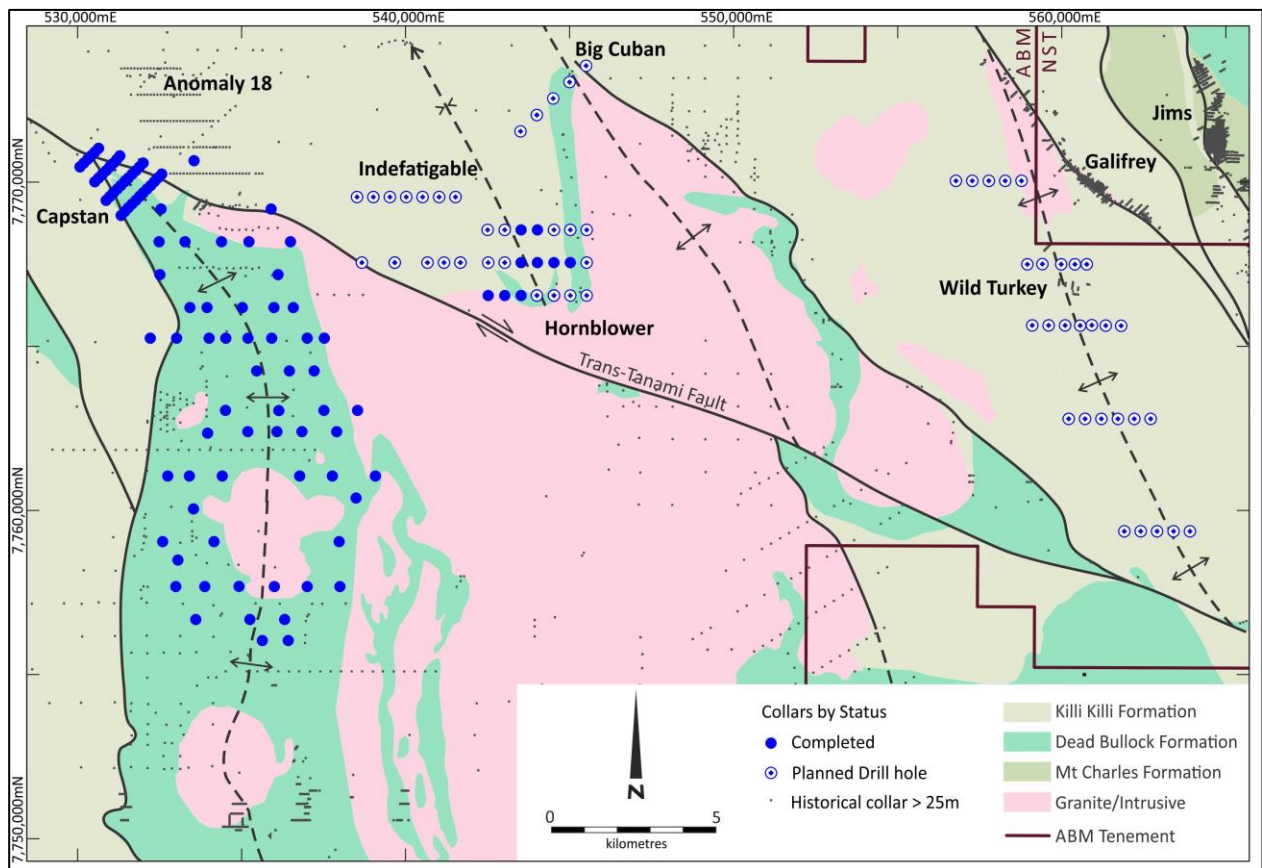 530,000mE
540,000mE
550,000mE
560,000mE
Big Cuban
ABM
NST
Anomaly 18
Jims
7,770,000mN
Indefatigable
Galifrey
Capstan
Wild Turkey
Hornblower
Trans-Tanami Fault
7,760,000mN
7,750,000mN
N
0
5
kilometres
Collars by Status
Completed
Planned Drill hole
Historical collar > 25m
Killi Killi Formation
Dead Bullock Formation
Mt Charles Formation
Granite/Intrusive
ABM Tenement